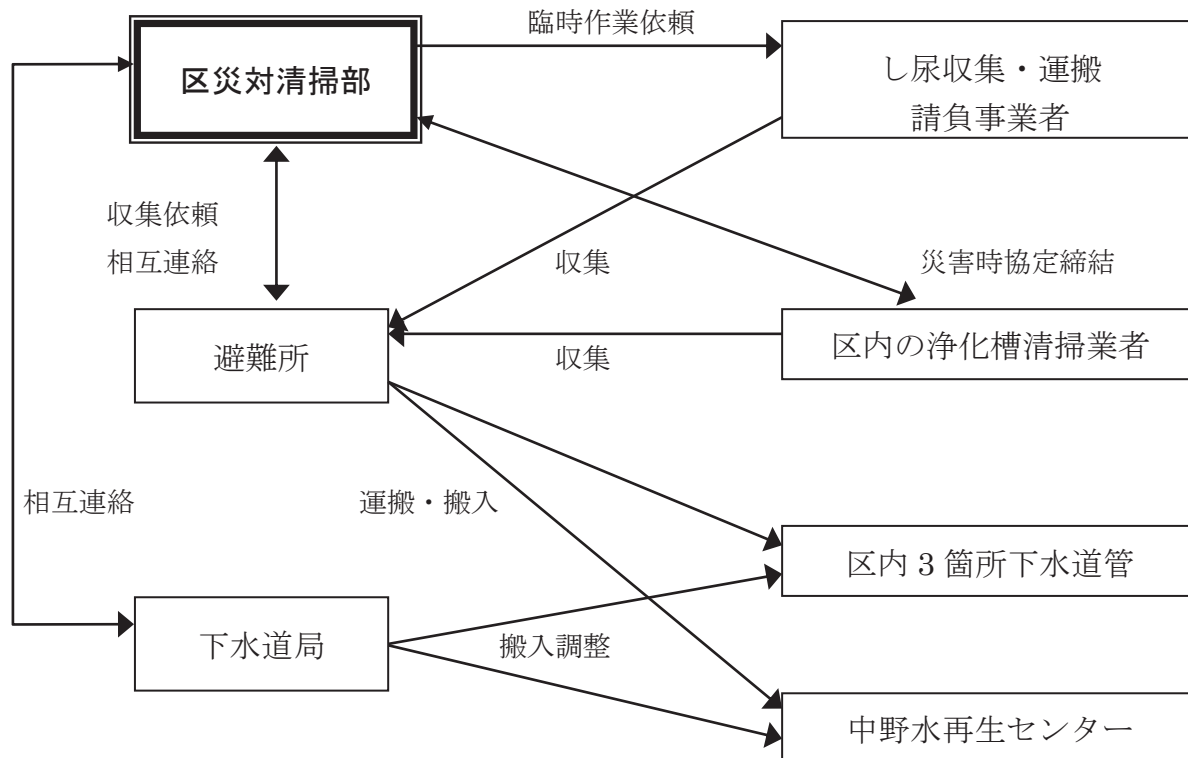 臨時作業依頼
区災対清掃部
し尿収集・運搬
請負事業者
収集依頼
相互連絡
収集
災害時協定締結
避難所
収集
区内の浄化槽清掃業者
相互連絡
運搬・搬入
区内3箇所下水道管
下水道局
搬入調整
中野水再生センター